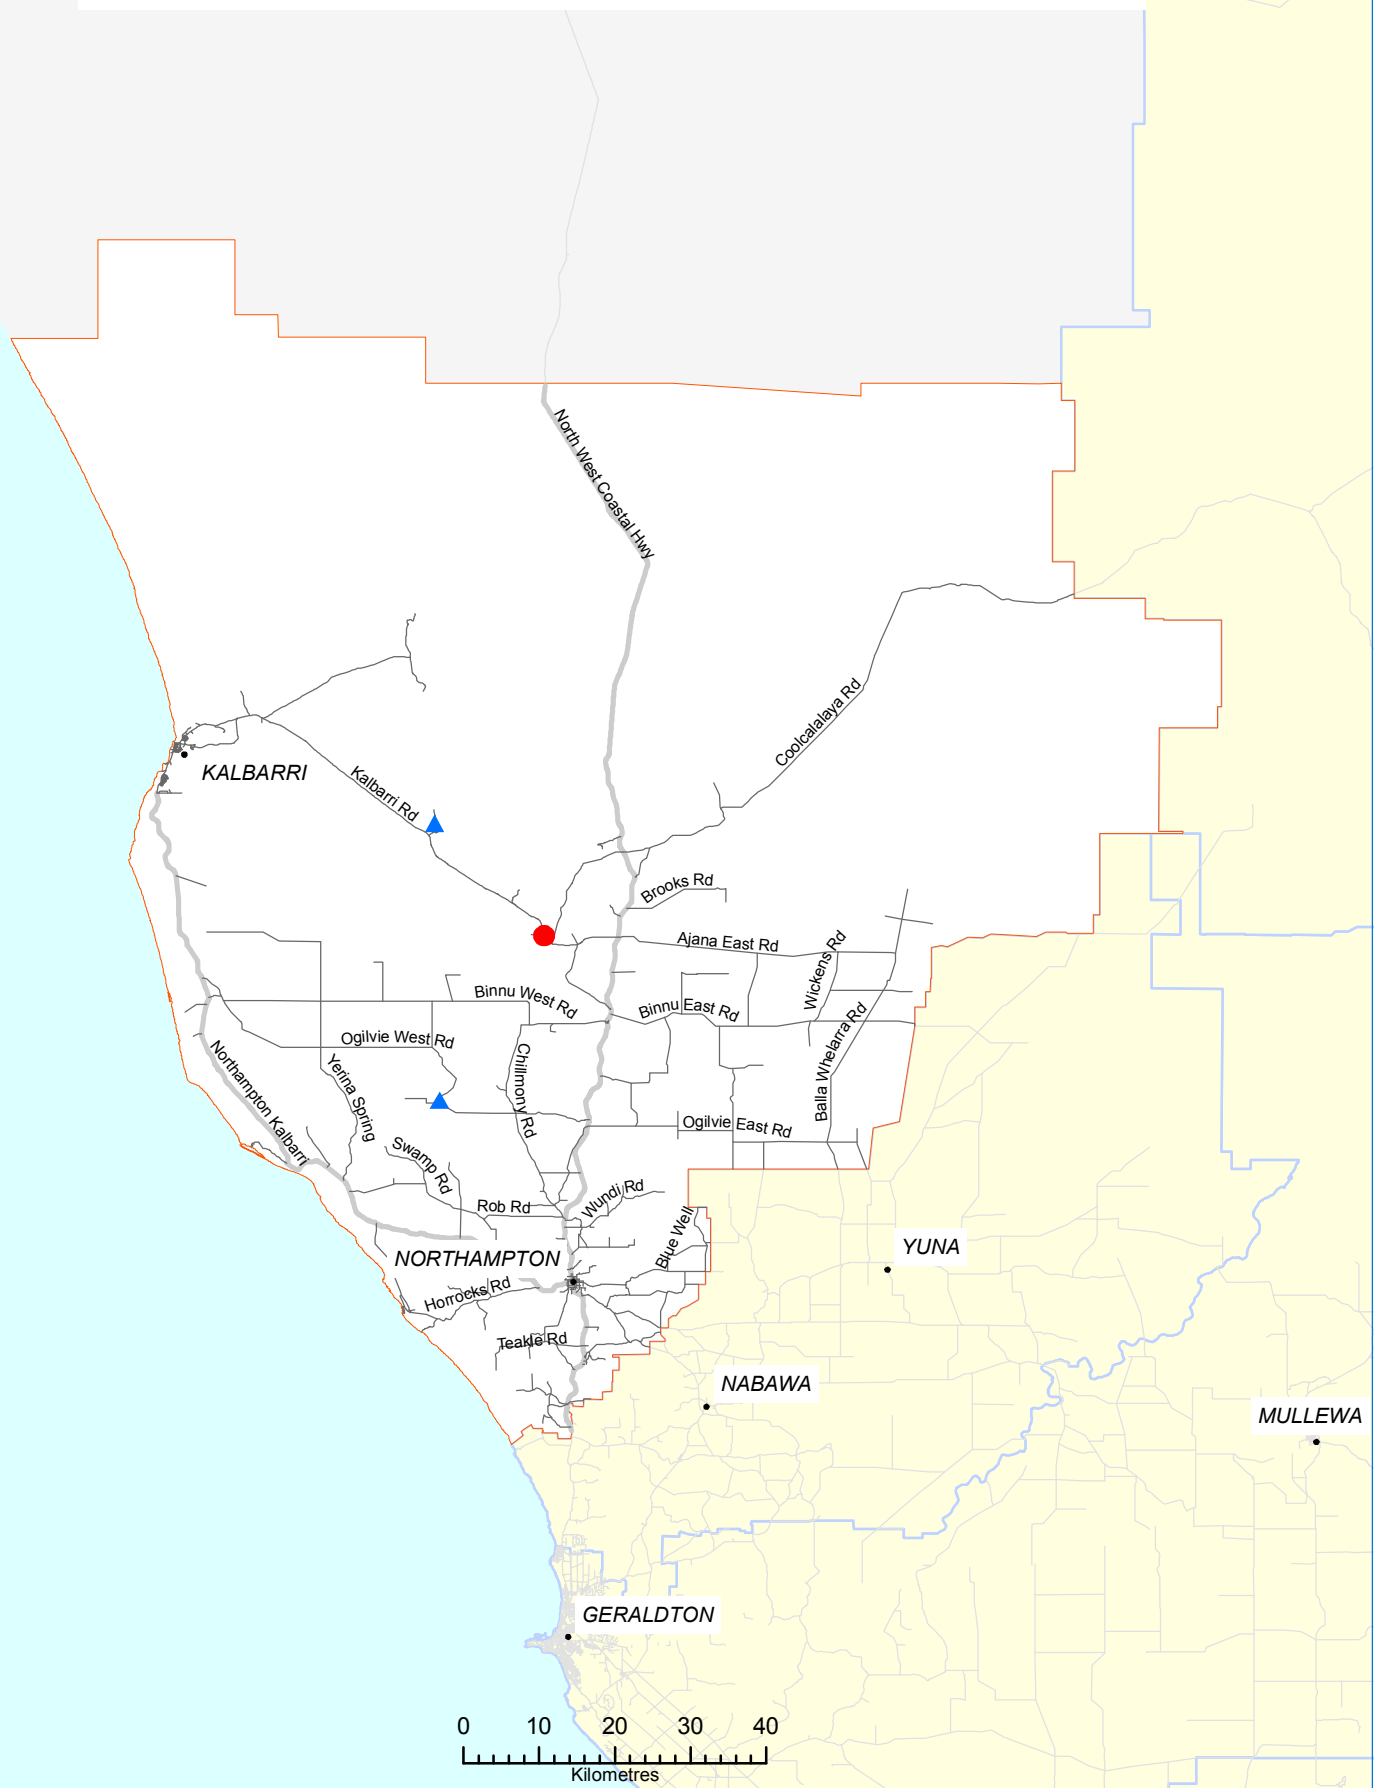 North West Coastal Hwy
Coolcalalaya Rd
KALBARRI
Kalbarri Rd
Brooks Rd
Ajana East Rd
Wickens Rd
Binnu West Rd
Binnu East Rd
Balla Whelarra Rd
Ogilvie West Rd
Chillmony Rd
Northampton Kalbarri
Yerina Spring
Ogilvie East Rd
Swamp Rd
Rob Rd
Wundi Rd
Blue Well
YUNA
NORTHAMPTON
Horrocks Rd
Teakle Rd
NABAWA
MULLEWA
GERALDTON
0 10 20 30 40
Kilometres